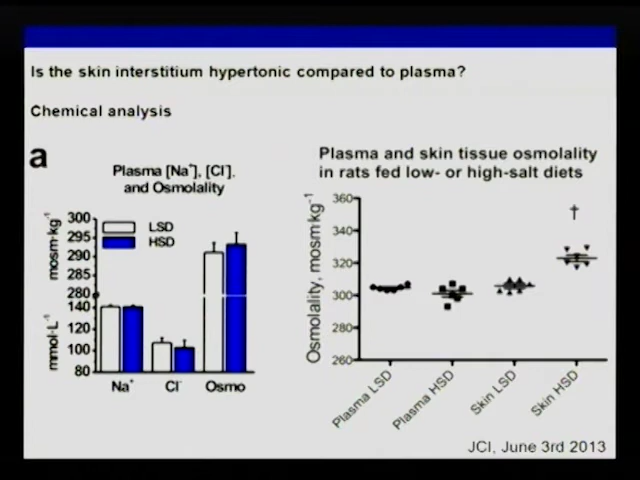 Is the skin interstitium hypertonic compared to plasma?
Chemical analysis
a
Plasma [Na⁺], [Cl⁻],
and Osmolality
mosm·kg⁻¹
300
295
290
285
280
LSD
HSD
mmol·L⁻¹
140
120
100
80
Na⁺ Cl⁻ Osmo
Plasma and skin tissue osmolality
in rats fed low- or high-salt diets
Osmolality, mosm·kg⁻¹
360
340
320
300
280
260
†
Plasma LSD
Plasma HSD
Skin LSD
Skin HSD
JCI, June 3rd 2013